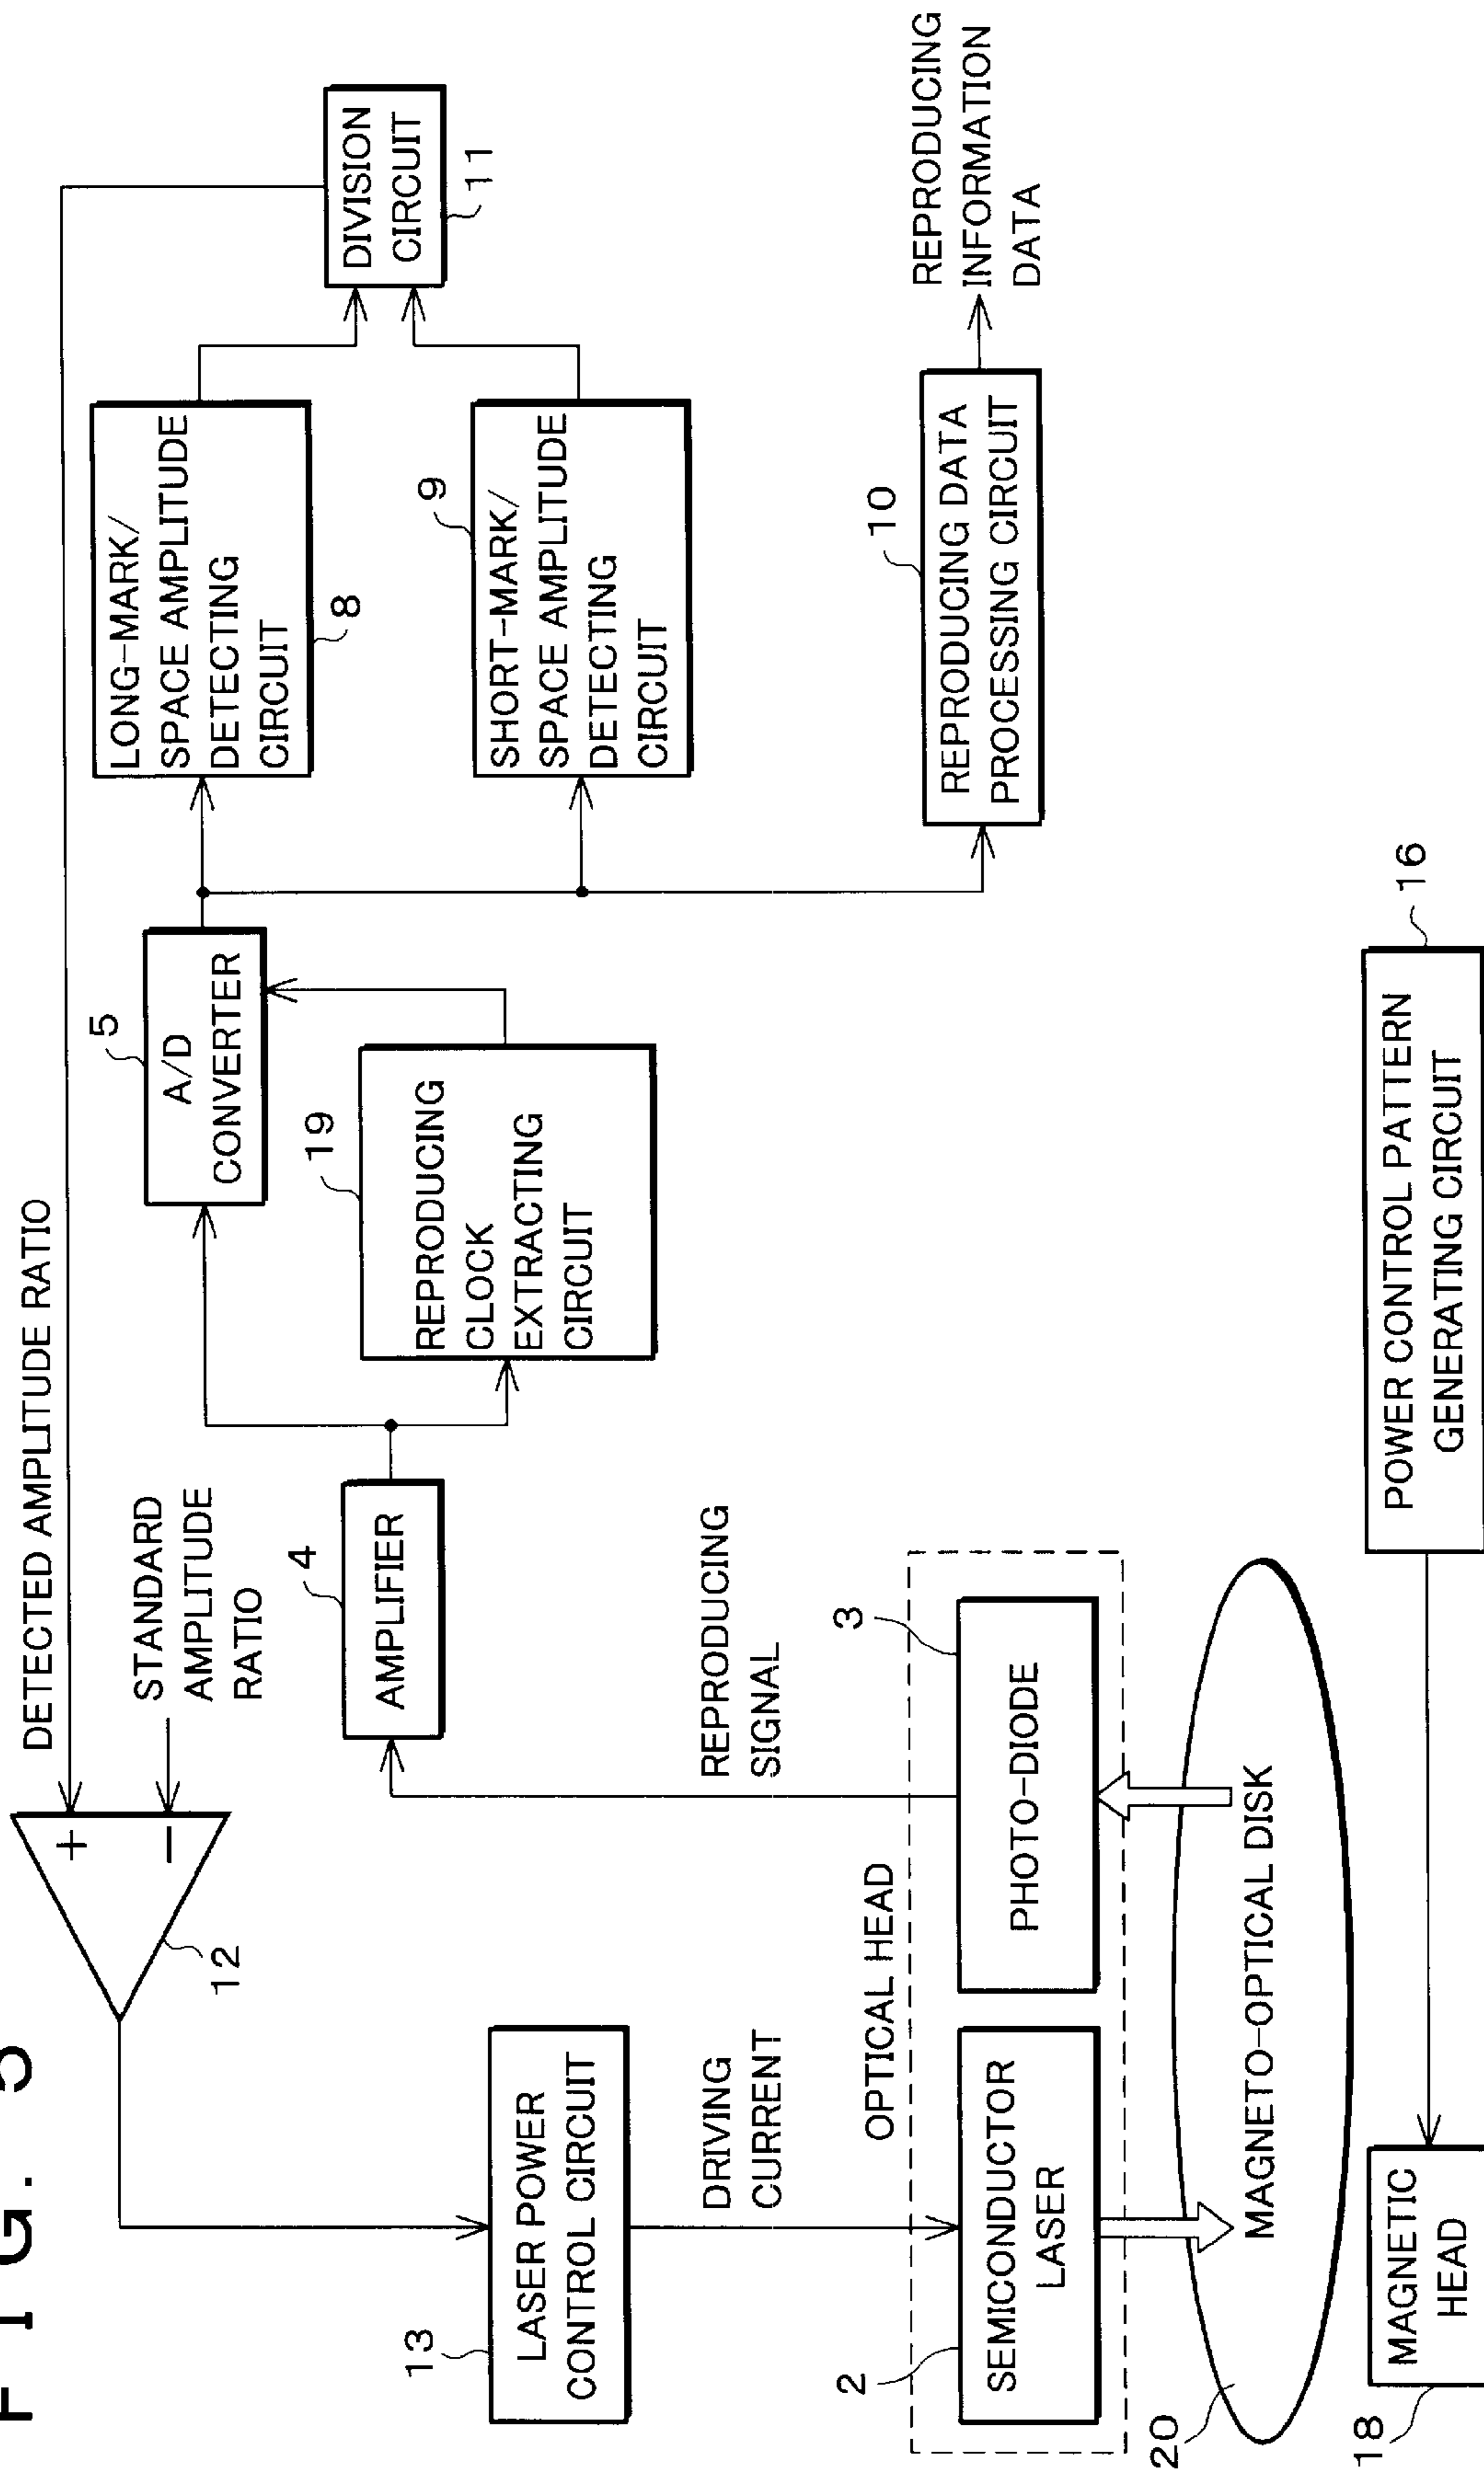 FIG.
DETECTED AMPLITUDE RATIO
+
−
STANDARD
AMPLITUDE
RATIO
12
5
A/D
CONVERTER
LONG-MARK/
SPACE AMPLITUDE
DETECTING
CIRCUIT
8
DIVISION
CIRCUIT
11
4
AMPLIFIER
19
REPRODUCING
CLOCK
EXTRACTING
CIRCUIT
9
SHORT-MARK/
SPACE AMPLITUDE
DETECTING
CIRCUIT
13
LASER POWER
CONTROL CIRCUIT
DRIVING
CURRENT
REPRODUCING
SIGNAL
10
REPRODUCING DATA
PROCESSING CIRCUIT
REPRODUCING
INFORMATION
DATA
OPTICAL HEAD
2
SEMICONDUCTOR
LASER
3
PHOTO-DIODE
20
MAGNETO-OPTICAL DISK
18
MAGNETIC
HEAD
POWER CONTROL PATTERN
GENERATING CIRCUIT
16